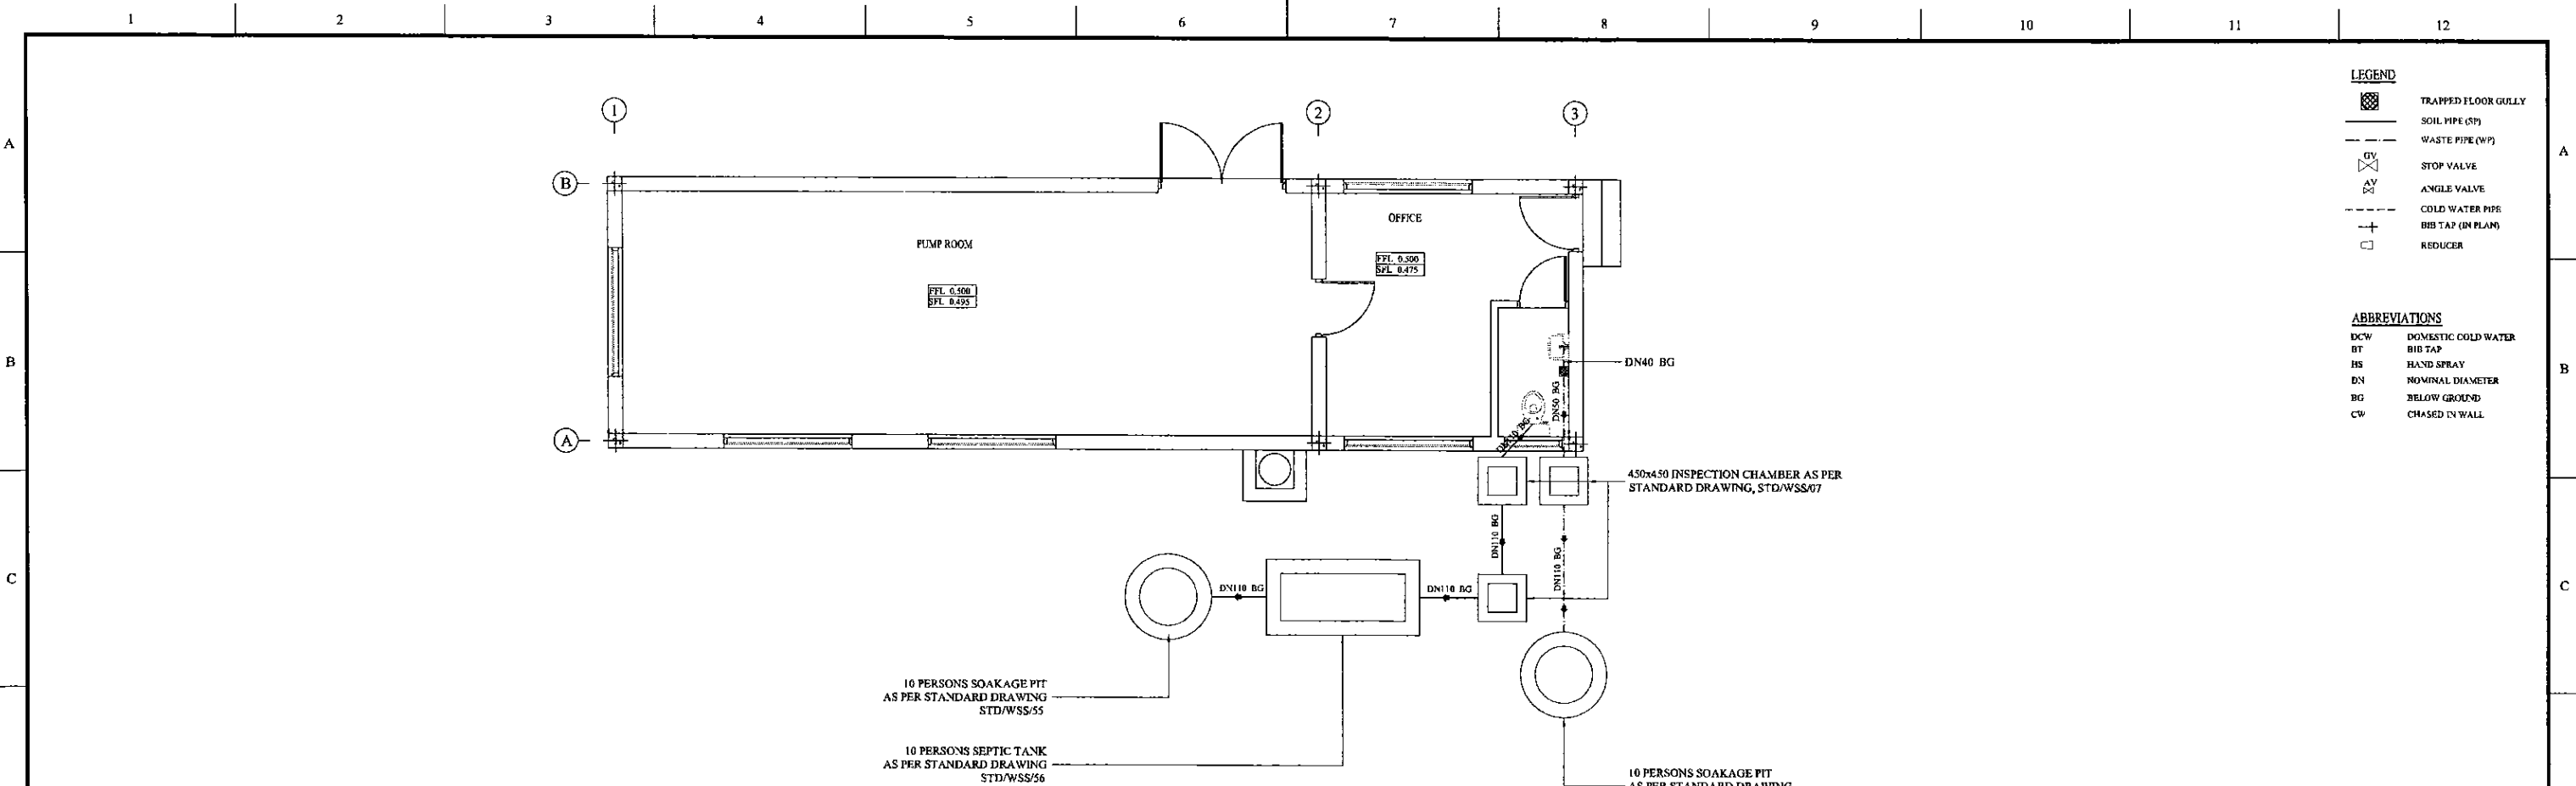 1 2 3 4 5 6 7 8 9 10 11 12
LEGEND
TRAPPED FLOOR GULLY
SOIL PIPE (SP)
WASTE PIPE (WP)
GV
STOP VALVE
AV
ANGLE VALVE
COLD WATER PIPE
BIB TAP (IN PLAN)
REDUCER
ABBREVIATIONS
DCW DOMESTIC COLD WATER
BT BIB TAP
HS HAND SPRAY
DN NOMINAL DIAMETER
BG BELOW GROUND
CW CHASED IN WALL
A
B
C
A
B
C
1
2
3
B
A
PUMP ROOM
FFL 0.500
SFL 0.495
OFFICE
FFL 0.500
SFL 0.475
DN40 BG
DN50 BG
DN110 BG
450x450 INSPECTION CHAMBER AS PER
STANDARD DRAWING, STD/WSS/07
DN110 BG
DN110 BG
DN110 BG
DN110 BG
10 PERSONS SOAKAGE PIT
AS PER STANDARD DRAWING
STD/WSS/55
10 PERSONS SEPTIC TANK
AS PER STANDARD DRAWING
STD/WSS/56
10 PERSONS SOAKAGE PIT
AS PER STANDARD DRAWING